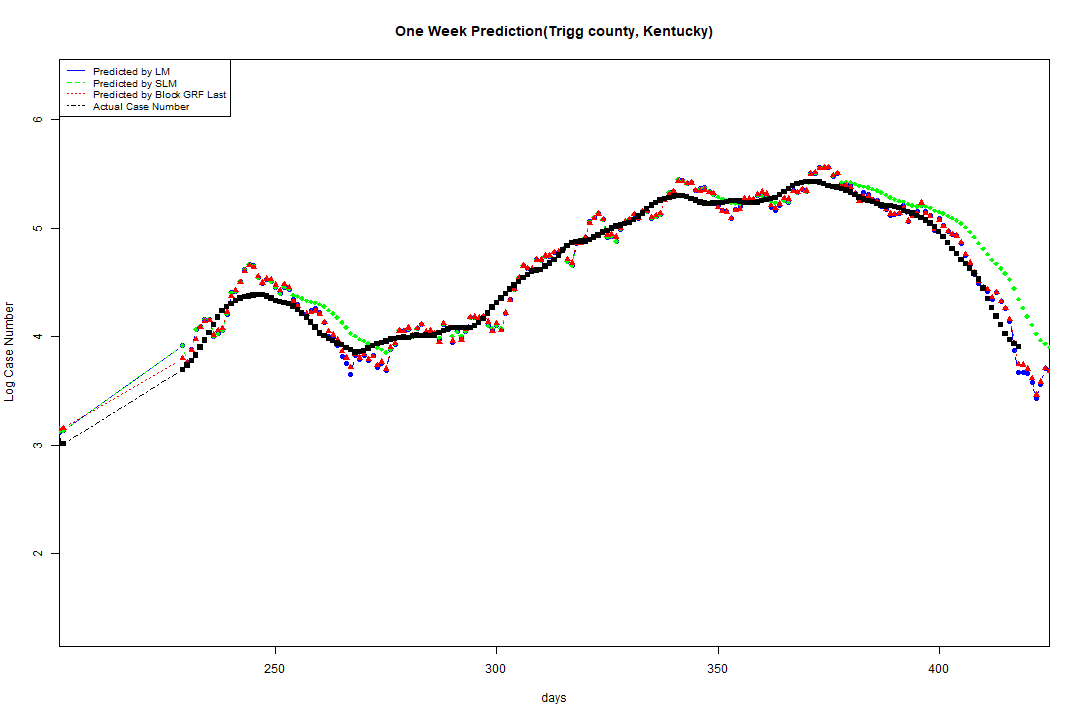 One Week Prediction(Trigg county, Kentucky)
Predicted by LM
Predicted by SLM
Predicted by Block GRF Last
Actual Case Number
6
5
4
3
2
Log Case Number
250
300
350
400
days